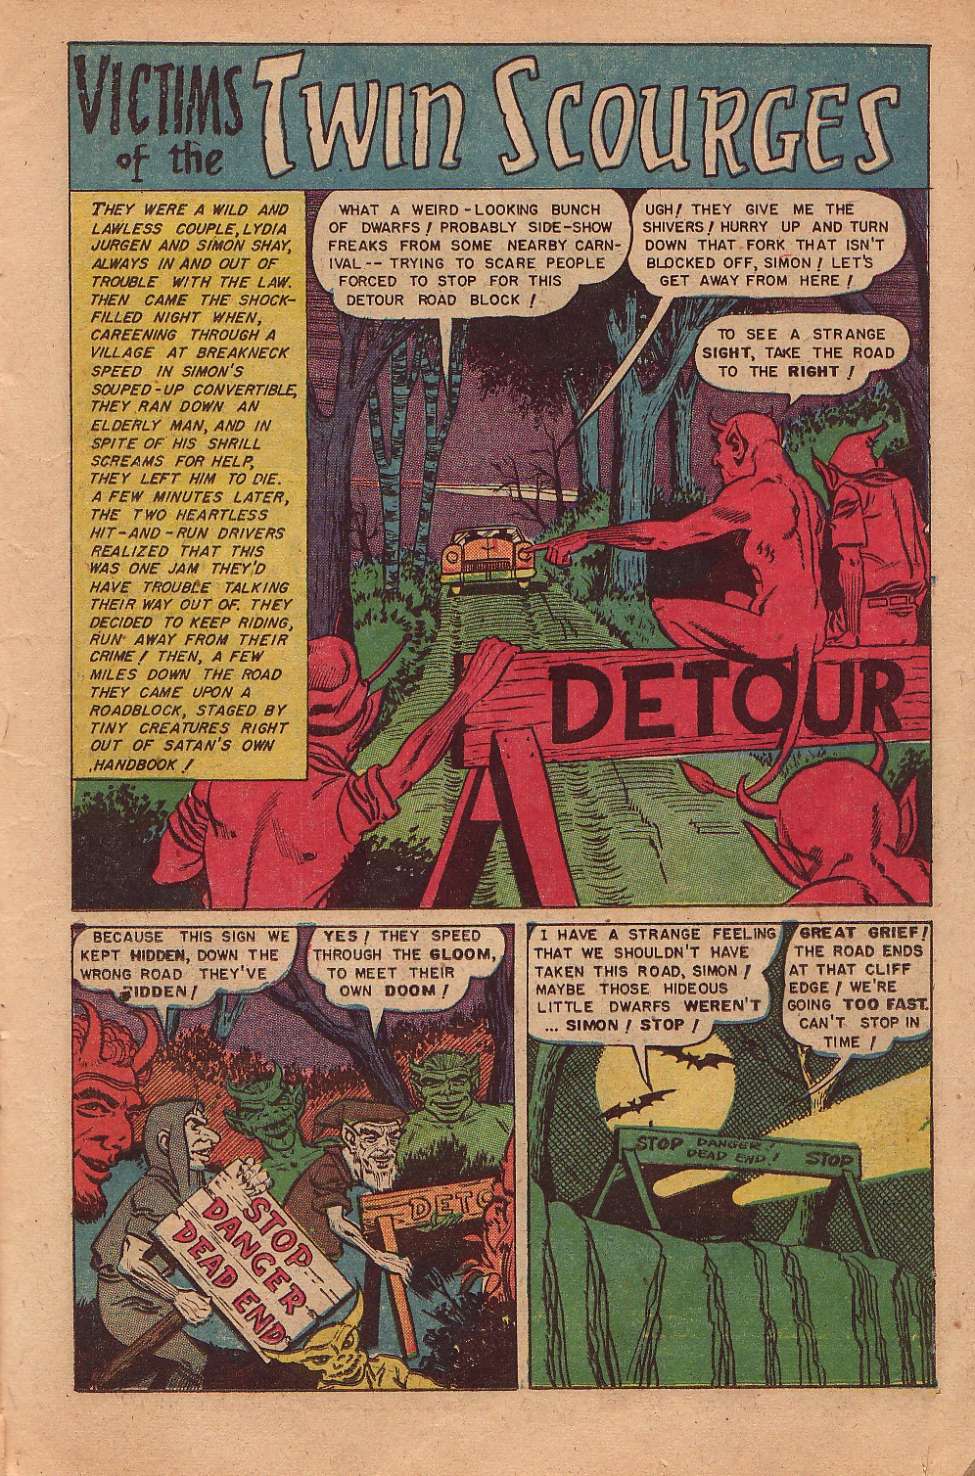 VICTIMS
of the
TWIN SCOURGES
THEY WERE A WILD AND
LAWLESS COUPLE, LYDIA
JURGEN AND SIMON SHAY,
ALWAYS IN AND OUT OF
TROUBLE WITH THE LAW.
THEN CAME THE SHOCK-
FILLED NIGHT WHEN,
CAREENING THROUGH A
VILLAGE AT BREAKNECK
SPEED IN SIMON'S
SOUPED-UP CONVERTIBLE,
THEY RAN DOWN AN
ELDERLY MAN, AND IN
SPITE OF HIS SHRILL
SCREAMS FOR HELP,
THEY LEFT HIM TO DIE.
A FEW MINUTES LATER,
THE TWO HEARTLESS
HIT-AND-RUN DRIVERS
REALIZED THAT THIS
WAS ONE JAM THEY'D
HAVE TROUBLE TALKING
THEIR WAY OUT OF. THEY
DECIDED TO KEEP RIDING,
RUN AWAY FROM THEIR
CRIME! THEN, A FEW
MILES DOWN THE ROAD
THEY CAME UPON A
ROADBLOCK, STAGED BY
TINY CREATURES RIGHT
OUT OF SATAN'S OWN
HANDBOOK!
WHAT A WEIRD-LOOKING BUNCH
OF DWARFS! PROBABLY SIDE-SHOW
FREAKS FROM SOME NEARBY CARN-
IVAL-- TRYING TO SCARE PEOPLE
FORCED TO STOP FOR THIS
DETOUR ROAD BLOCK!
UGH! THEY GIVE ME THE
SHIVERS! HURRY UP AND TURN
DOWN THAT FORK THAT ISN'T
BLOCKED OFF, SIMON! LET'S
GET AWAY FROM HERE!
TO SEE A STRANGE
SIGHT, TAKE THE ROAD
TO THE RIGHT!
DETOUR
BECAUSE THIS SIGN WE
KEPT HIDDEN, DOWN THE
WRONG ROAD THEY'VE
RIDDEN!
YES! THEY SPEED
THROUGH THE GLOOM,
TO MEET THEIR
OWN DOOM!
STOP
DANGER
DEAD END
DETO
I HAVE A STRANGE FEELING
THAT WE SHOULDN'T HAVE
TAKEN THIS ROAD, SIMON!
MAYBE THOSE HIDEOUS
LITTLE DWARFS WEREN'T
... SIMON! STOP!
GREAT GRIEF!
THE ROAD ENDS
AT THAT CLIFF
EDGE! WE'RE
GOING TOO FAST.
CAN'T STOP IN
TIME!
STOP DANGER!
DEAD END! STOP